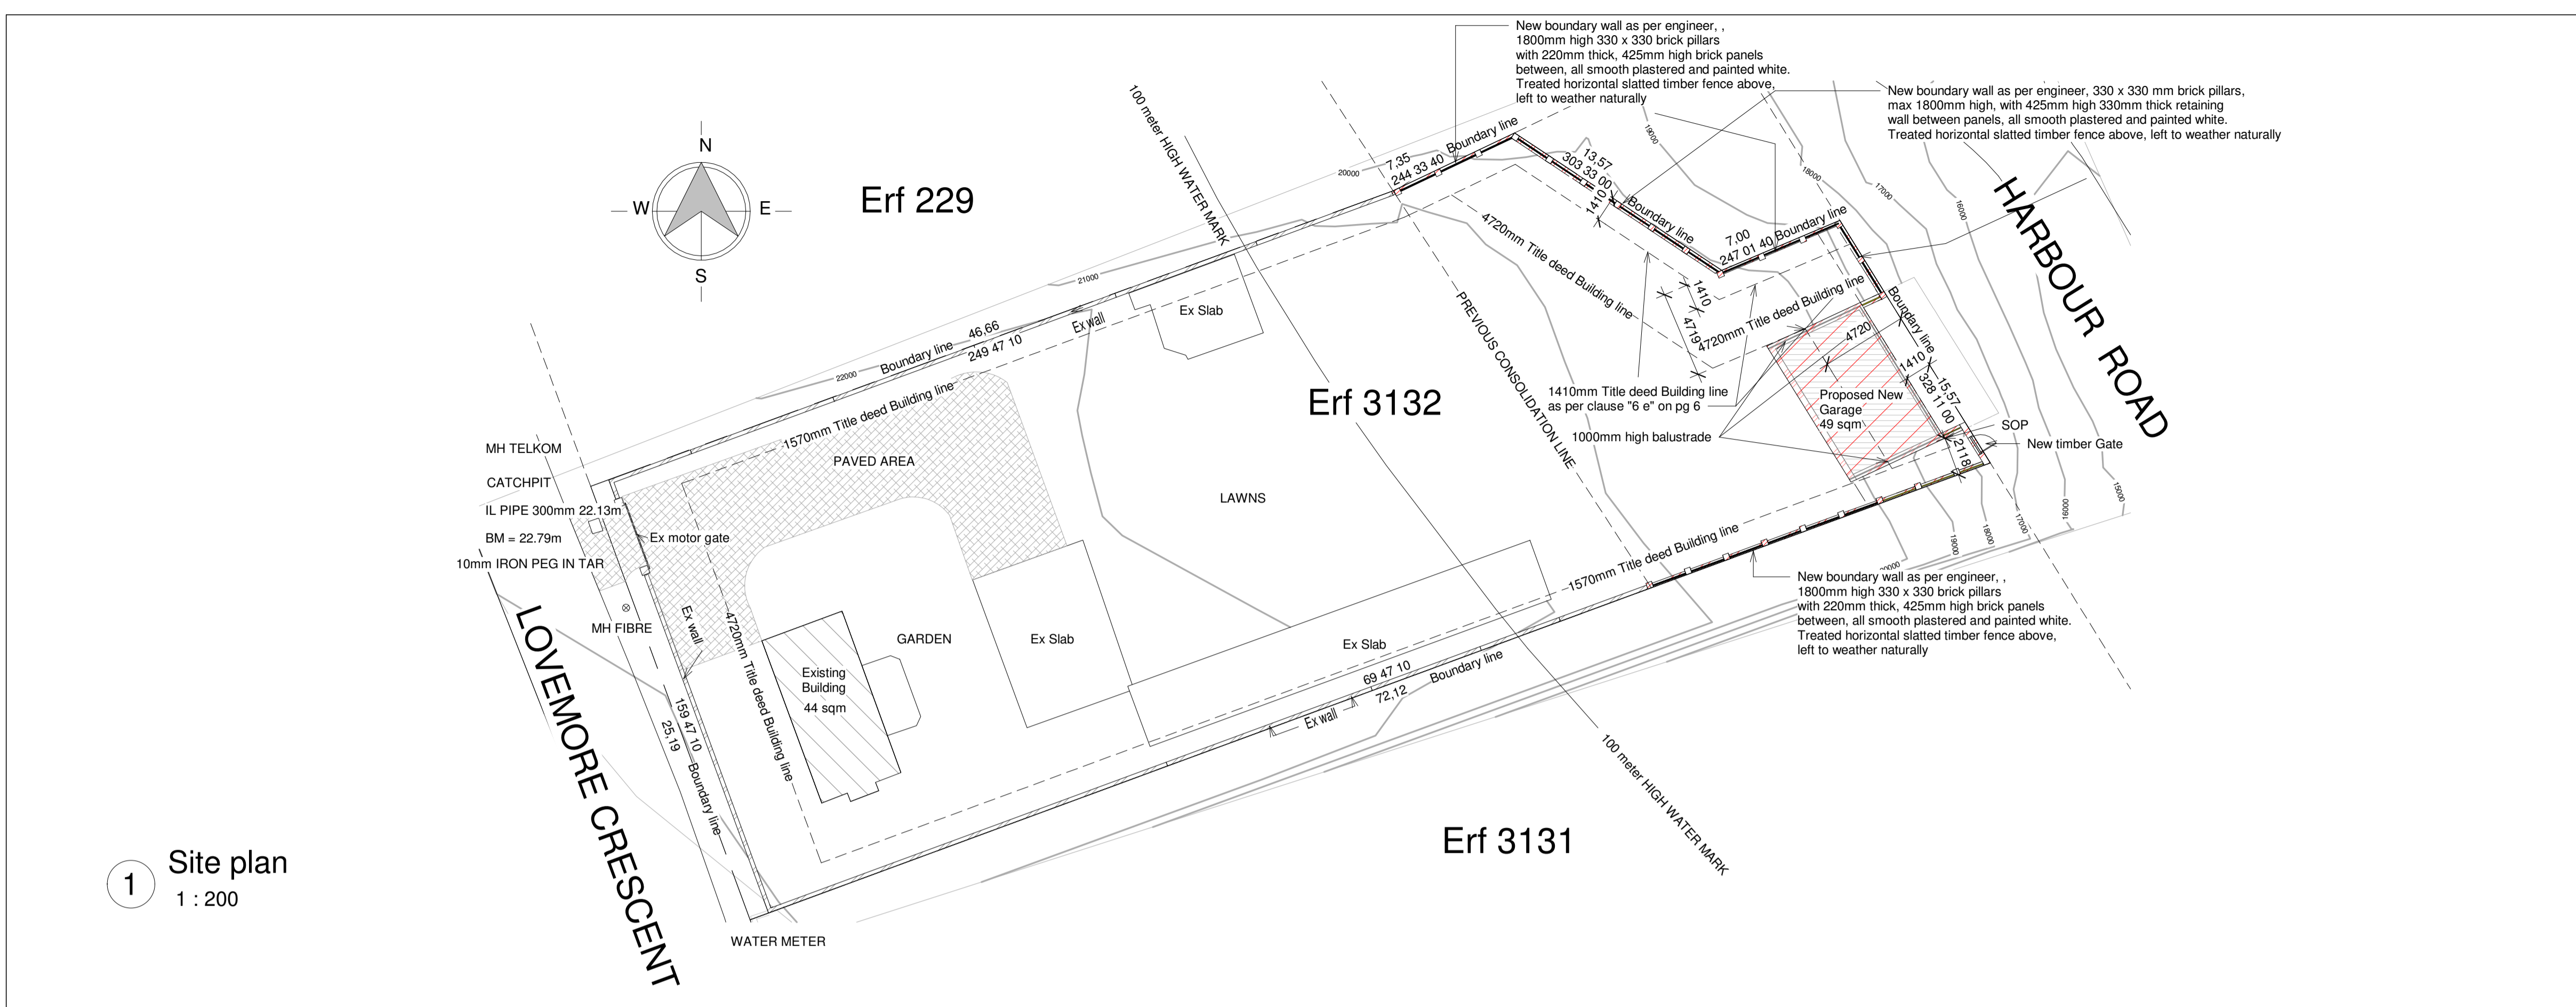 New boundary wall as per engineer, ,
1800mm high 330 x 330 brick pillars
with 220mm thick, 425mm high brick panels
between, all smooth plastered and painted white.
Treated horizontal slatted timber fence above,
left to weather naturally
New boundary wall as per engineer, 330 x 330 mm brick pillars,
max 1800mm high, with 425mm high 330mm thick retaining
wall between panels, all smooth plastered and painted white.
Treated horizontal slatted timber fence above, left to weather naturally
N
W
E
S
Erf 229
100 meter HIGH WATER MARK
20000
7,35
244 33 40
Boundary line
13,57
303 33 00
1410
Boundary line
19000
18000
17000
16000
HARBOUR ROAD
7,00
247 01 40
Boundary line
4720mm Title deed Building line
1410
4719
4720mm Title deed Building line
Boundary line
21000
Ex wall
Ex Slab
46,66
249 47 10
Boundary line
22000
1570mm Title deed Building line
PREVIOUS CONSOLIDATION LINE
Erf 3132
1410mm Title deed Building line
as per clause "6 e" on pg 6
1000mm high balustrade
4720
1410
15,57
328 11 00
Proposed New
Garage
49 sqm
SOP
New timber Gate
2118
MH TELKOM
CATCHPIT
IL PIPE 300mm 22.13m
BM = 22.79m
10mm IRON PEG IN TAR
PAVED AREA
Ex motor gate
LAWNS
1570mm Title deed Building line
15000
16000
17000
18000
19000
New boundary wall as per engineer, ,
1800mm high 330 x 330 brick pillars
with 220mm thick, 425mm high brick panels
between, all smooth plastered and painted white.
Treated horizontal slatted timber fence above,
left to weather naturally
MH FIBRE
Ex wall
4720mm Title deed Building line
GARDEN
Ex Slab
Ex Slab
Existing
Building
44 sqm
69 47 10
72,12
Boundary line
Ex wall
159 47 10
25,19
Boundary line
LOVEMORE CRESCENT
100 meter HIGH WATER MARK
Erf 3131
1
Site plan
1 : 200
WATER METER